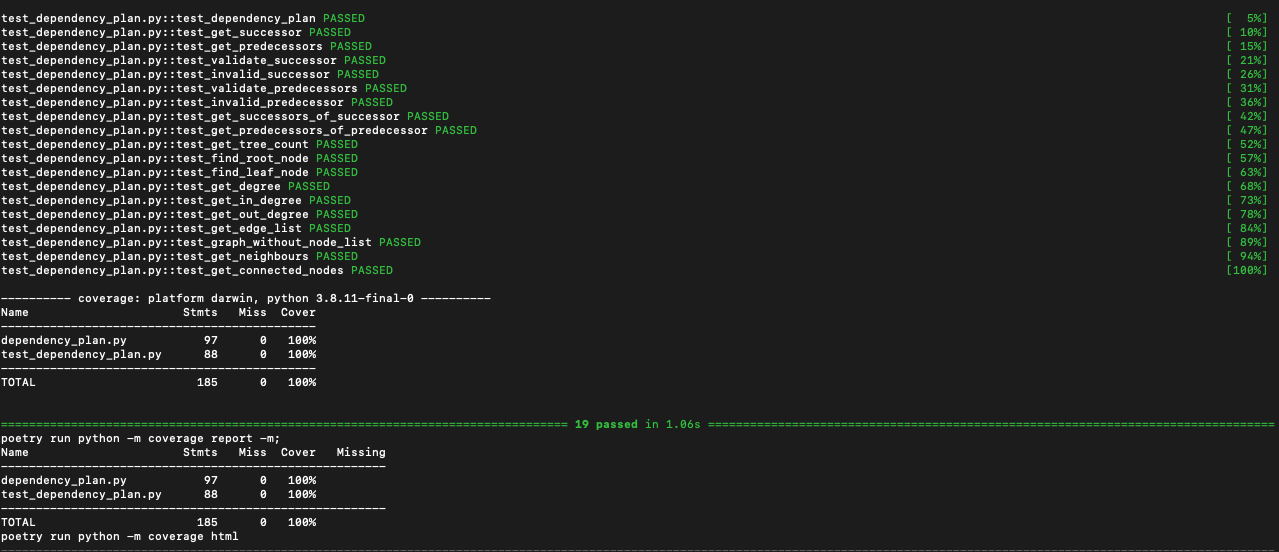 test_dependency_plan.py::test_dependency_plan PASSED [  5%]
test_dependency_plan.py::test_get_successor PASSED [ 10%]
test_dependency_plan.py::test_get_predecessors PASSED [ 15%]
test_dependency_plan.py::test_validate_successor PASSED [ 21%]
test_dependency_plan.py::test_invalid_successor PASSED [ 26%]
test_dependency_plan.py::test_validate_predecessors PASSED [ 31%]
test_dependency_plan.py::test_invalid_predecessor PASSED [ 36%]
test_dependency_plan.py::test_get_successors_of_successor PASSED [ 42%]
test_dependency_plan.py::test_get_predecessors_of_predecessor PASSED [ 47%]
test_dependency_plan.py::test_get_tree_count PASSED [ 52%]
test_dependency_plan.py::test_find_root_node PASSED [ 57%]
test_dependency_plan.py::test_find_leaf_node PASSED [ 63%]
test_dependency_plan.py::test_get_degree PASSED [ 68%]
test_dependency_plan.py::test_get_in_degree PASSED [ 73%]
test_dependency_plan.py::test_get_out_degree PASSED [ 78%]
test_dependency_plan.py::test_get_edge_list PASSED [ 84%]
test_dependency_plan.py::test_graph_without_node_list PASSED [ 89%]
test_dependency_plan.py::test_get_neighbours PASSED [ 94%]
test_dependency_plan.py::test_get_connected_nodes PASSED [100%]
---------- coverage: platform darwin, python 3.8.11-final-0 ----------
Name                      Stmts   Miss  Cover
---------------------------------------------
dependency_plan.py           97      0   100%
test_dependency_plan.py      88      0   100%
---------------------------------------------
TOTAL                       185      0   100%
================ 19 passed in 1.06s ================
poetry run python -m coverage report -m;
Name                      Stmts   Miss  Cover   Missing
-------------------------------------------------------
dependency_plan.py           97      0   100%
test_dependency_plan.py      88      0   100%
-------------------------------------------------------
TOTAL                       185      0   100%
poetry run python -m coverage html